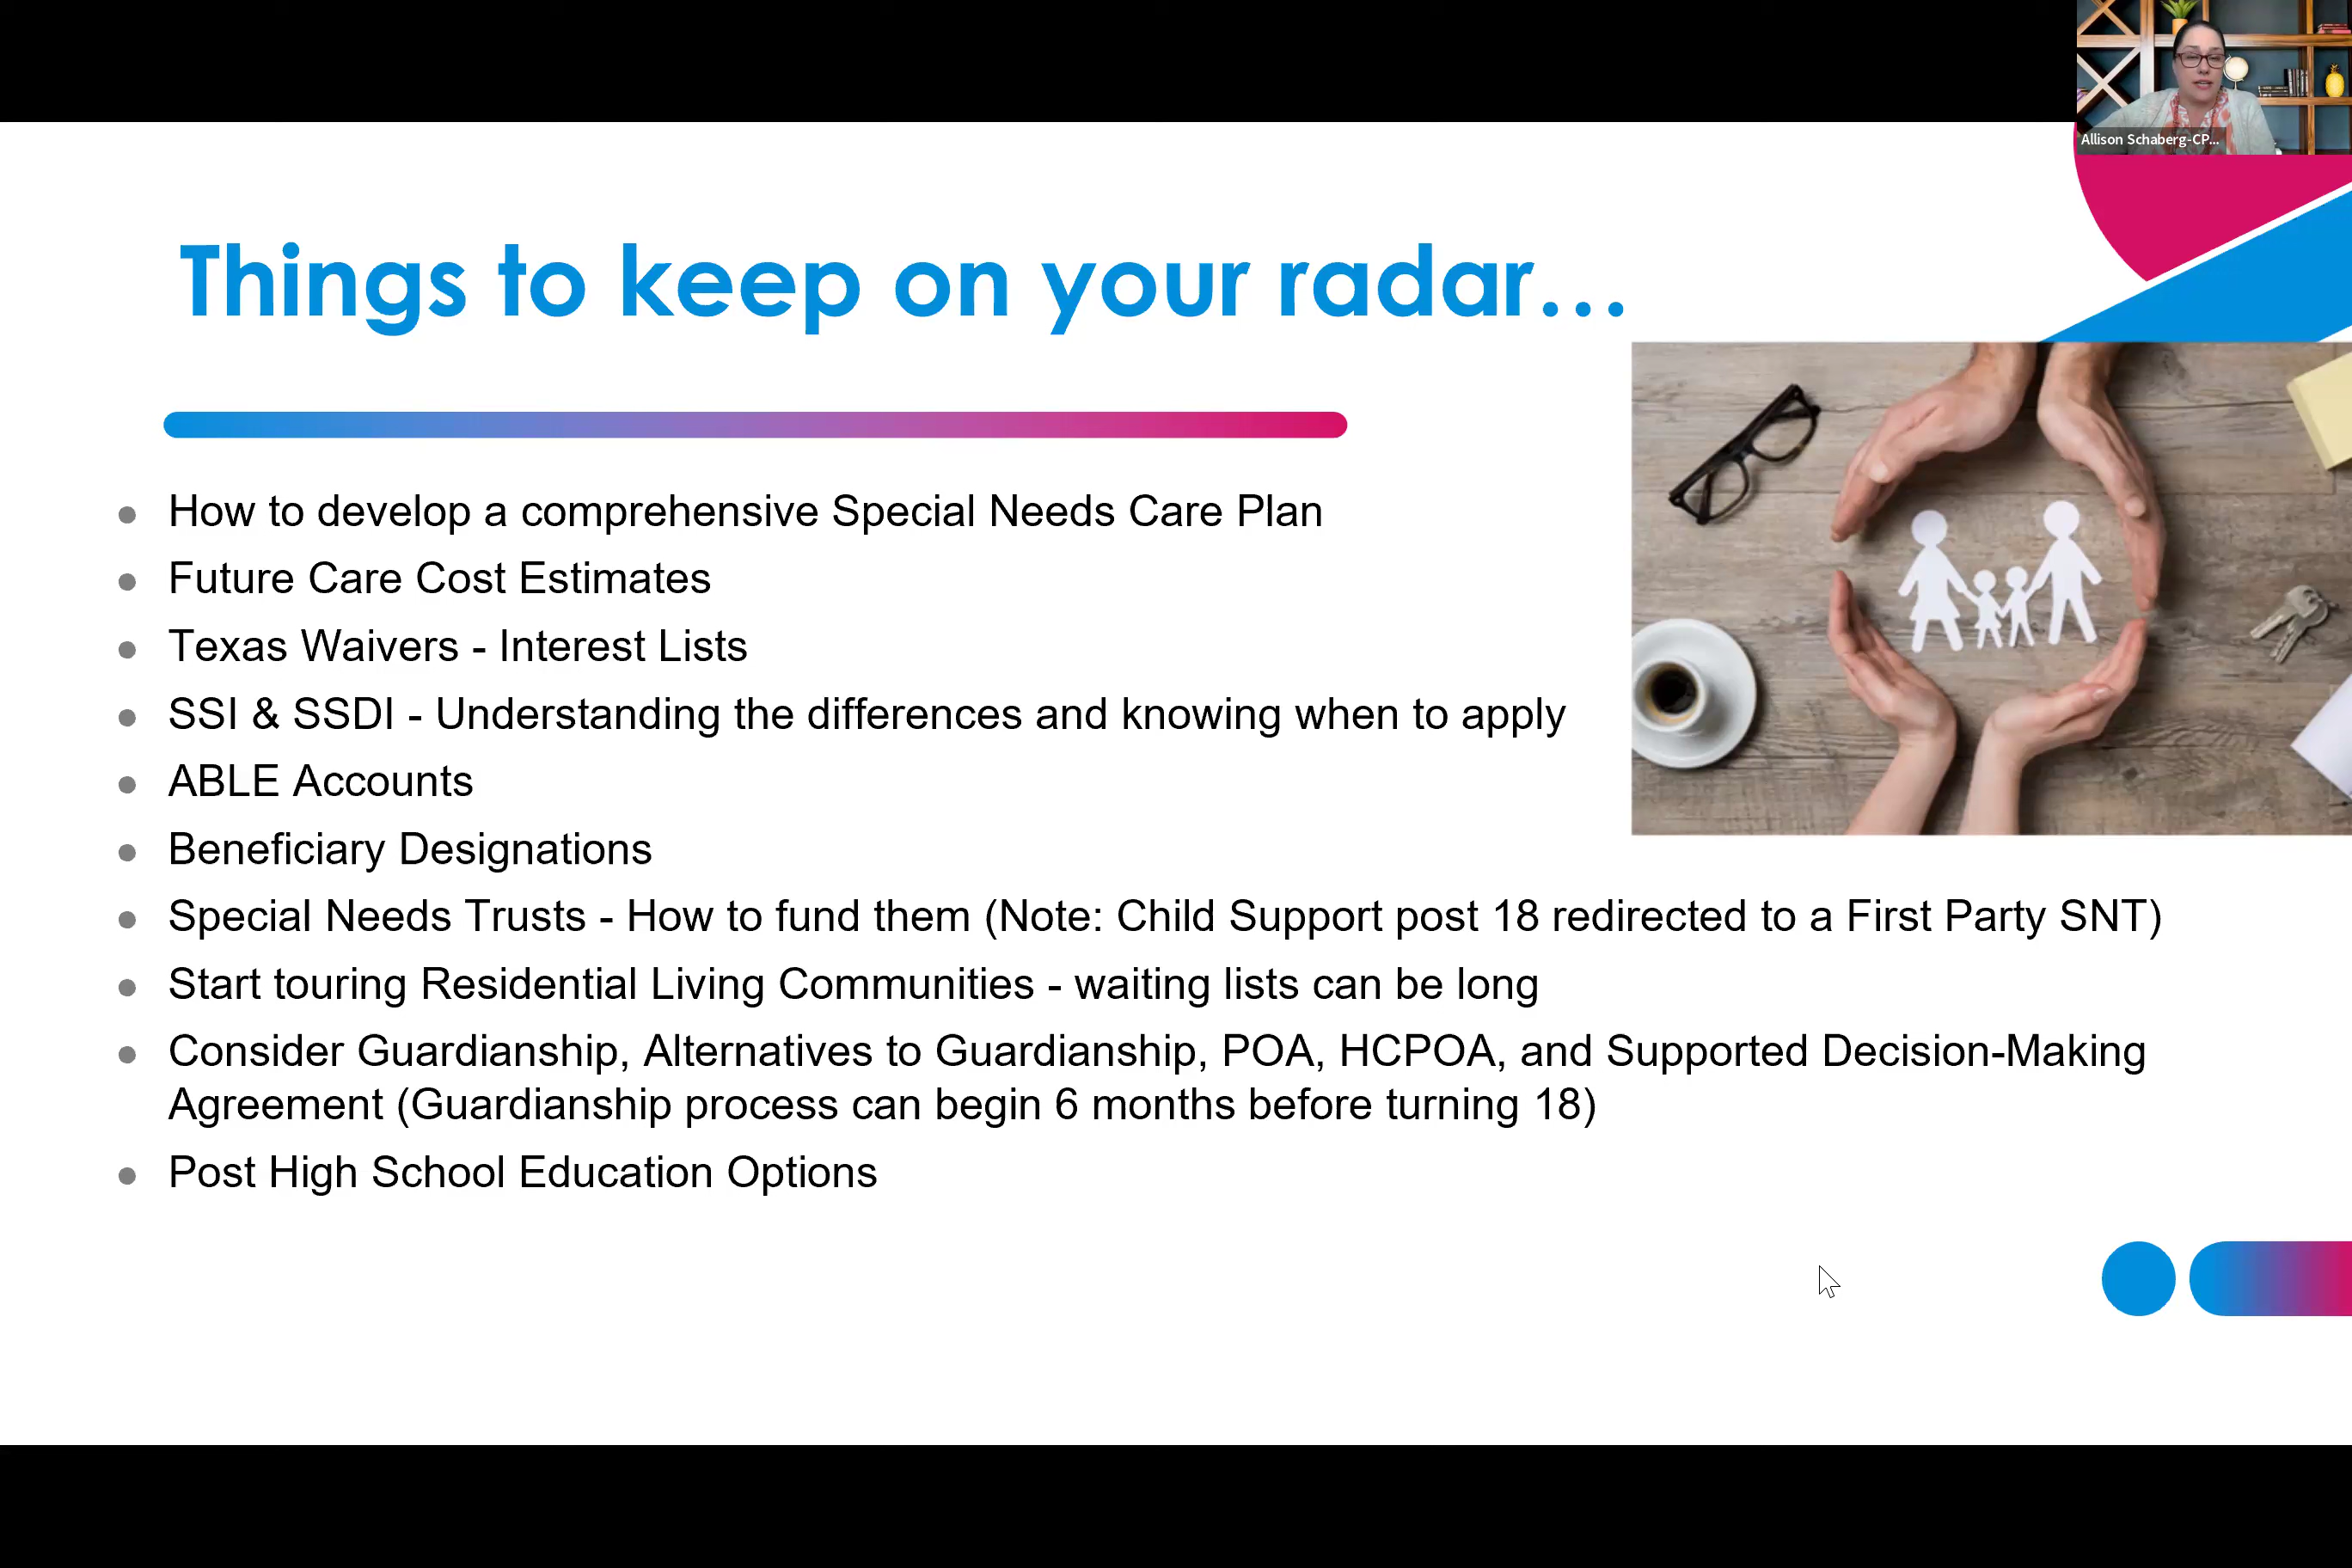 Allison Schaberg-CP...
Things to keep on your radar...
How to develop a comprehensive Special Needs Care Plan
Future Care Cost Estimates
Texas Waivers - Interest Lists
SSI & SSDI - Understanding the differences and knowing when to apply
ABLE Accounts
Beneficiary Designations
Special Needs Trusts - How to fund them (Note: Child Support post 18 redirected to a First Party SNT)
Start touring Residential Living Communities - waiting lists can be long
Consider Guardianship, Alternatives to Guardianship, POA, HCPOA, and Supported Decision-Making
Agreement (Guardianship process can begin 6 months before turning 18)
Post High School Education Options